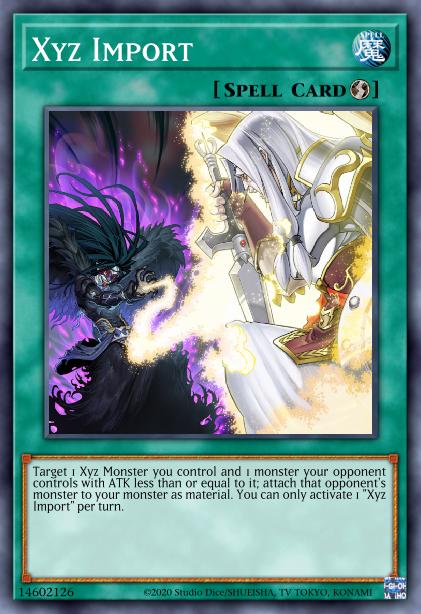 Xyz Import
SPELL
魔
[Spell Card]
Target 1 Xyz Monster you control and 1 monster your opponent
controls with ATK less than or equal to it; attach that opponent's
monster to your monster as material. You can only activate 1 "Xyz
Import" per turn.
14602126
©2020 Studio Dice/SHUEISHA, TV TOKYO, KONAMI